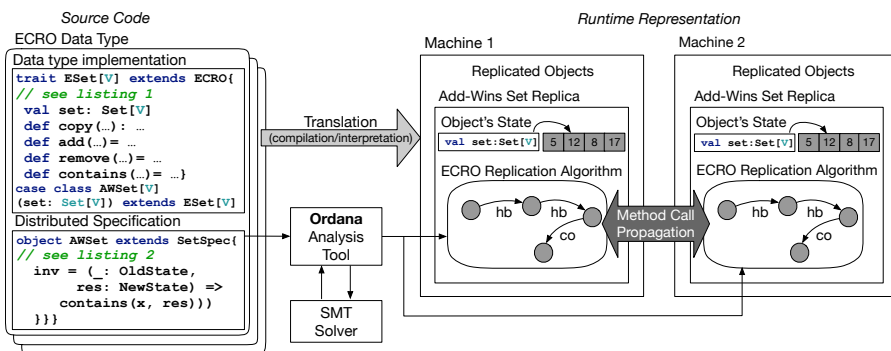 Source Code
Runtime Representation
ECRO Data Type
Data type implementation
trait ESet[V] extends ECRO{
// see listing 1
val set: Set[V]
def copy(…): …
def add(…)= …
def remove(…)= …
def contains(…)= …}
case class AWSet[V]
(set: Set[V]) extends ESet[V]
Distributed Specification
object AWSet extends SetSpec{
// see listing 2
inv = (_: OldState,
res: NewState) =>
contains(x, res)))
}}}
Translation
(compilation/interpretation)
Ordana
Analysis
Tool
SMT
Solver
Machine 1
Replicated Objects
Add-Wins Set Replica
Object's State
val set:Set[V]
5 12 8 17
ECRO Replication Algorithm
hb
hb
co
Method Call
Propagation
Machine 2
Replicated Objects
Add-Wins Set Replica
Object's State
val set:Set[V]
5 12 8 17
ECRO Replication Algorithm
hb
hb
co